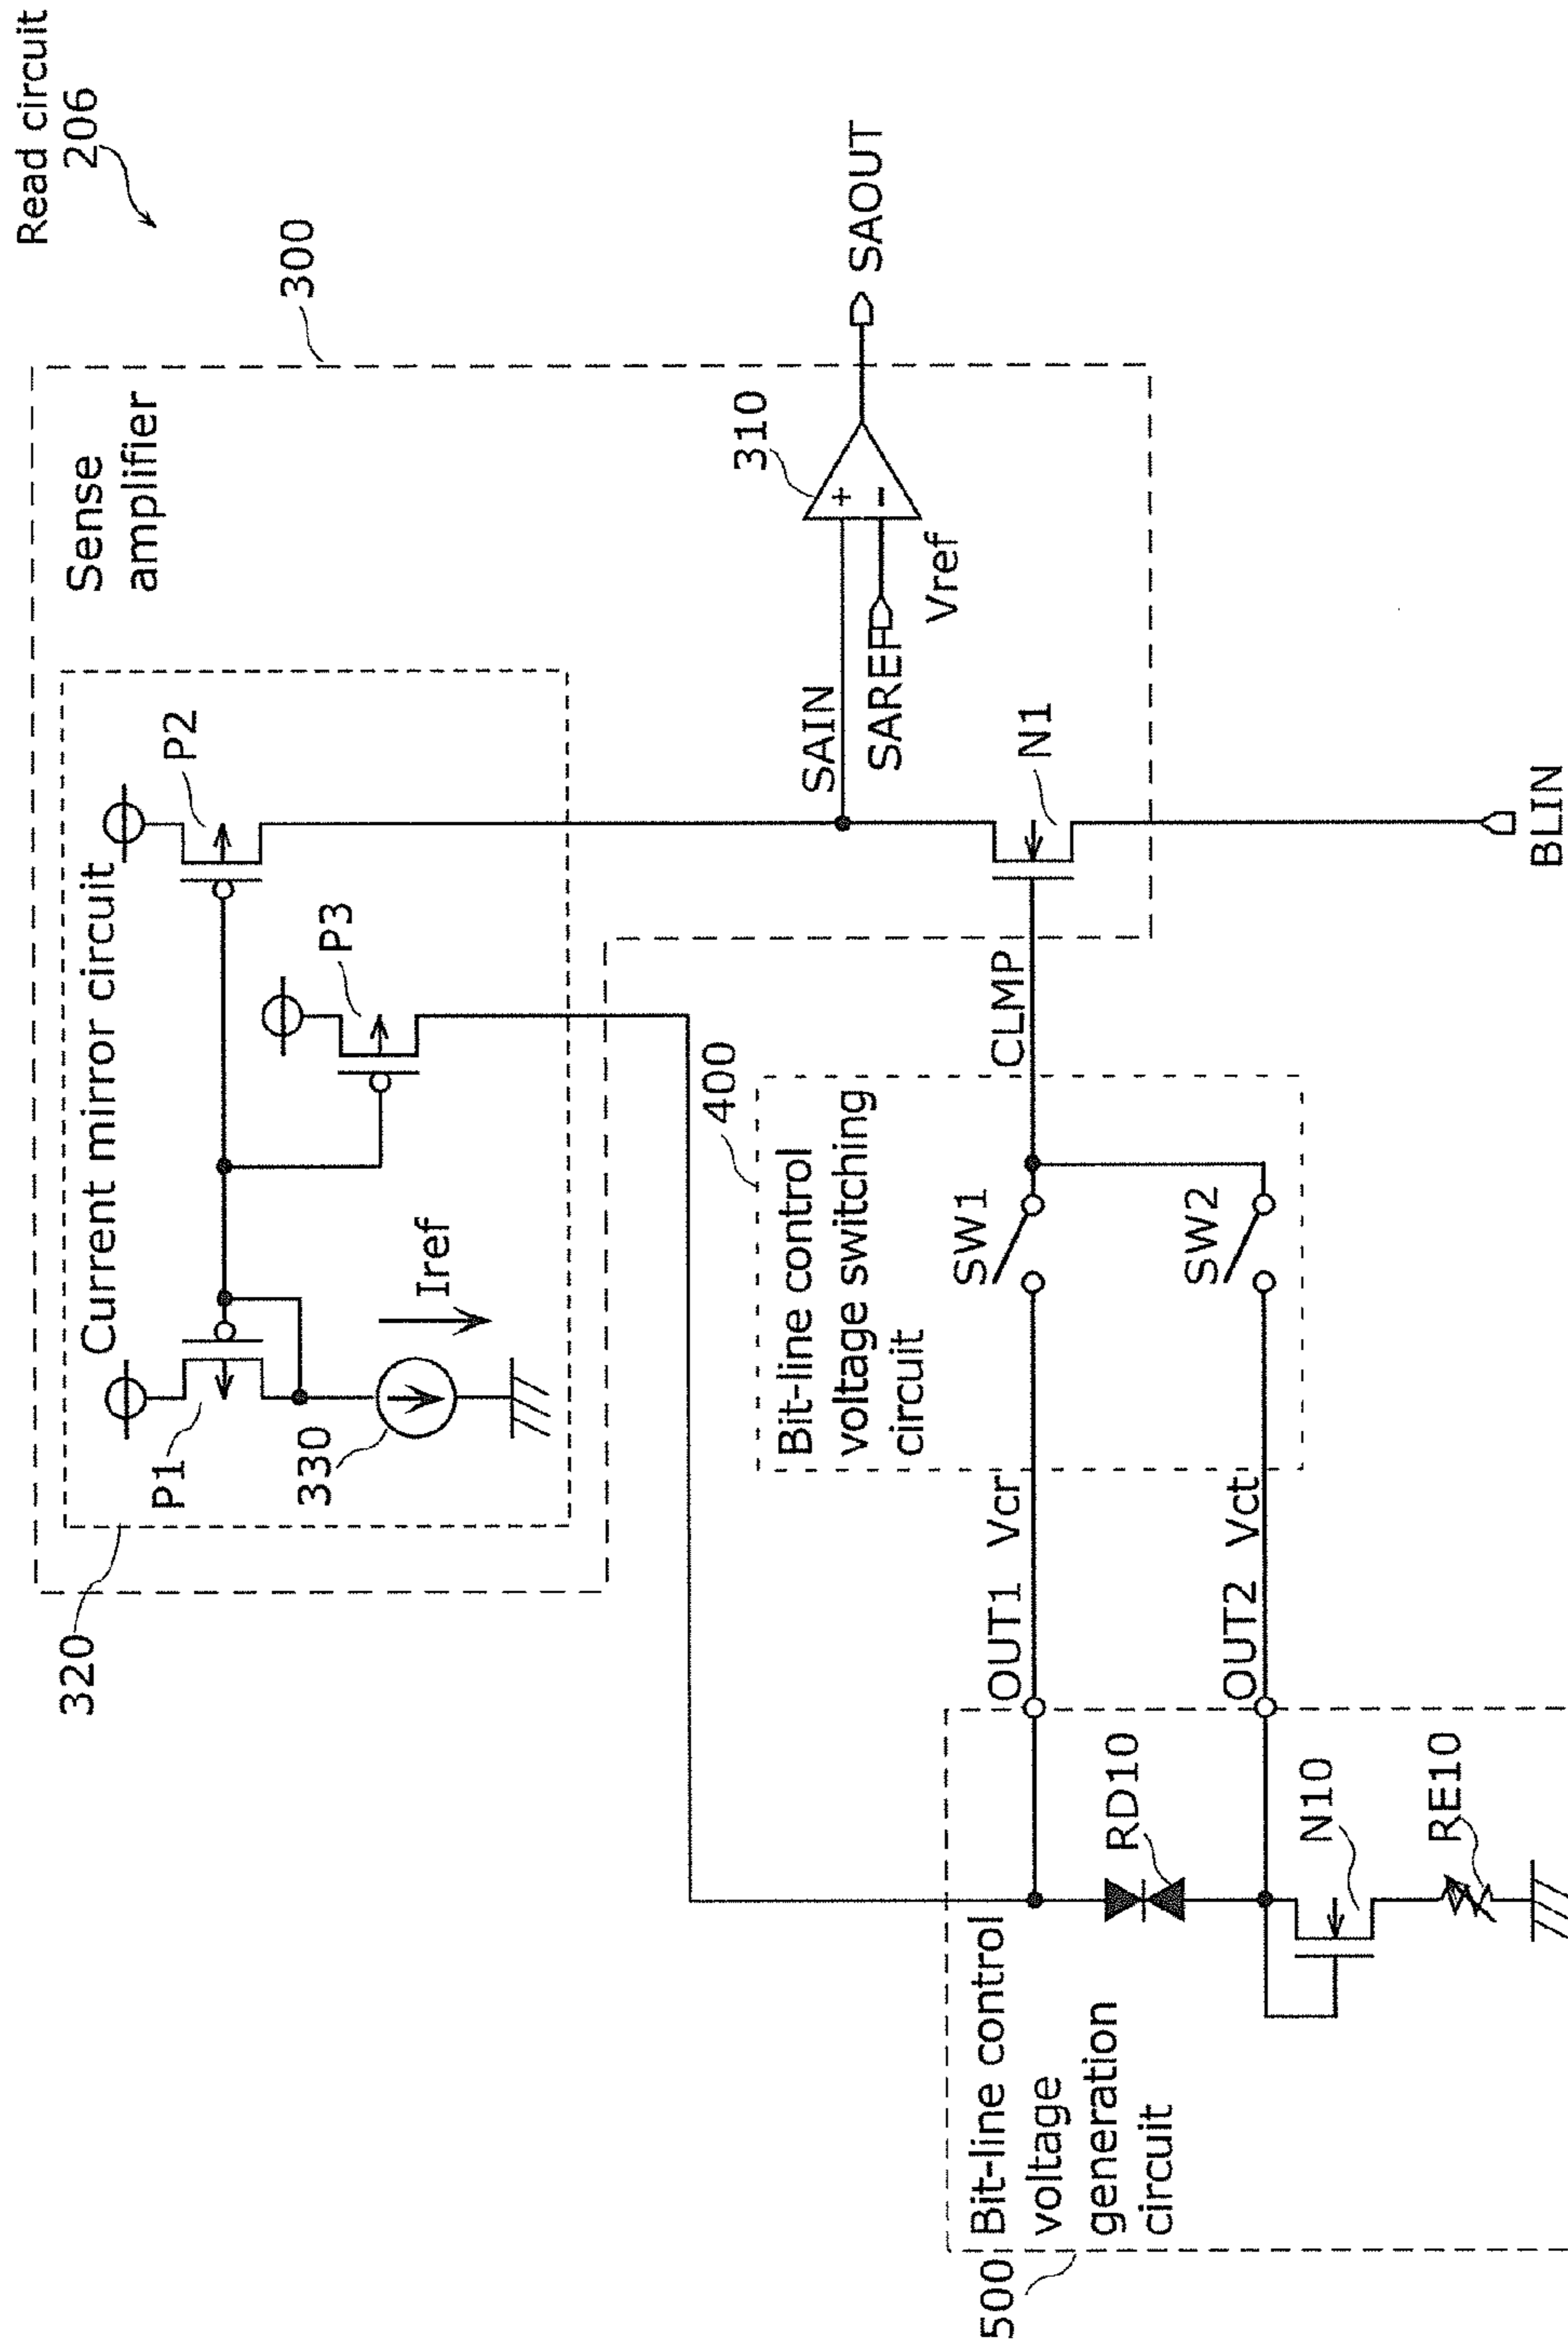 Read circuit
206
300
Sense
amplifier
320
Current mirror circuit
P1
P2
P3
330
Iref
310
+
−
SAIN
SAREF
Vref
SAOUT
N1
BLIN
CLMP
400
Bit-line control
voltage switching
circuit
SW1
SW2
OUT1 Vcr
OUT2 Vct
500
Bit-line control
voltage
generation
circuit
RD10
N10
RE10